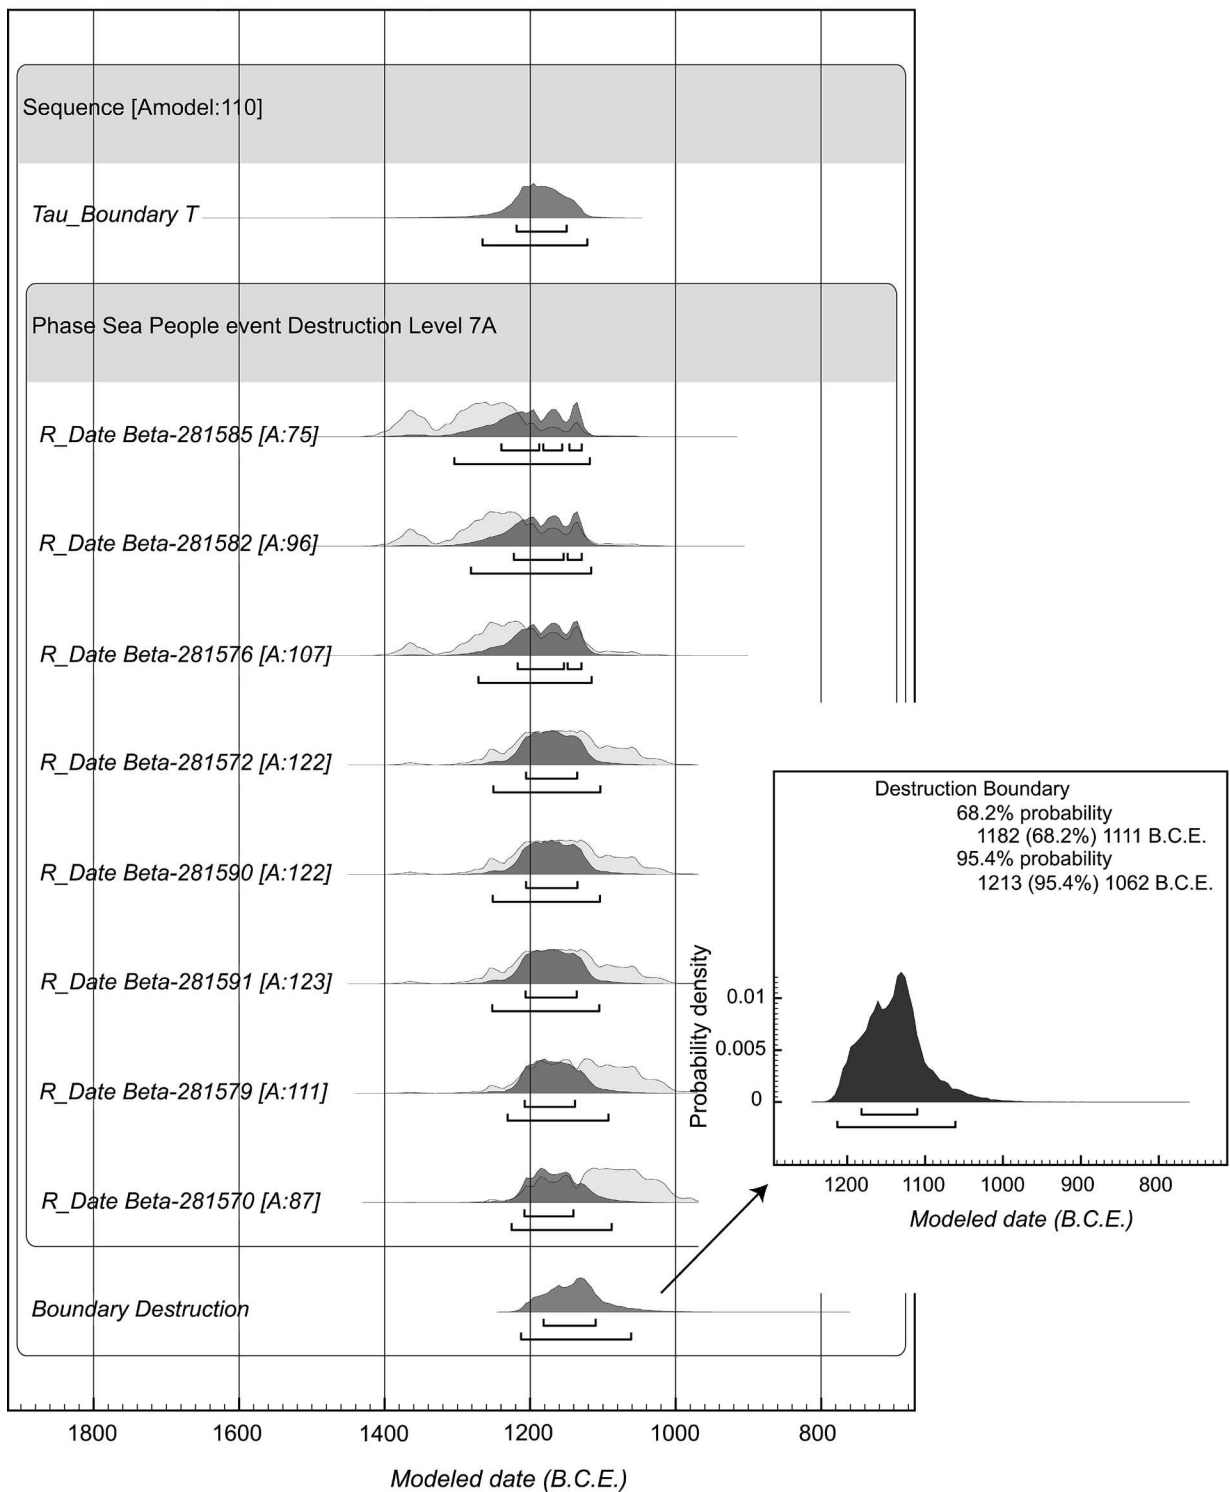 Sequence [Amodel:110]
Tau_Boundary T
Phase Sea People event Destruction Level 7A
R_Date Beta-281585 [A:75]
R_Date Beta-281582 [A:96]
R_Date Beta-281576 [A:107]
R_Date Beta-281572 [A:122]
R_Date Beta-281590 [A:122]
R_Date Beta-281591 [A:123]
R_Date Beta-281579 [A:111]
R_Date Beta-281570 [A:87]
Boundary Destruction
1800 1600 1400 1200 1000 800
Modeled date (B.C.E.)
Destruction Boundary
68.2% probability
1182 (68.2%) 1111 B.C.E.
95.4% probability
1213 (95.4%) 1062 B.C.E.
Probability density
0.01
0.005
0
1200 1100 1000 900 800
Modeled date (B.C.E.)